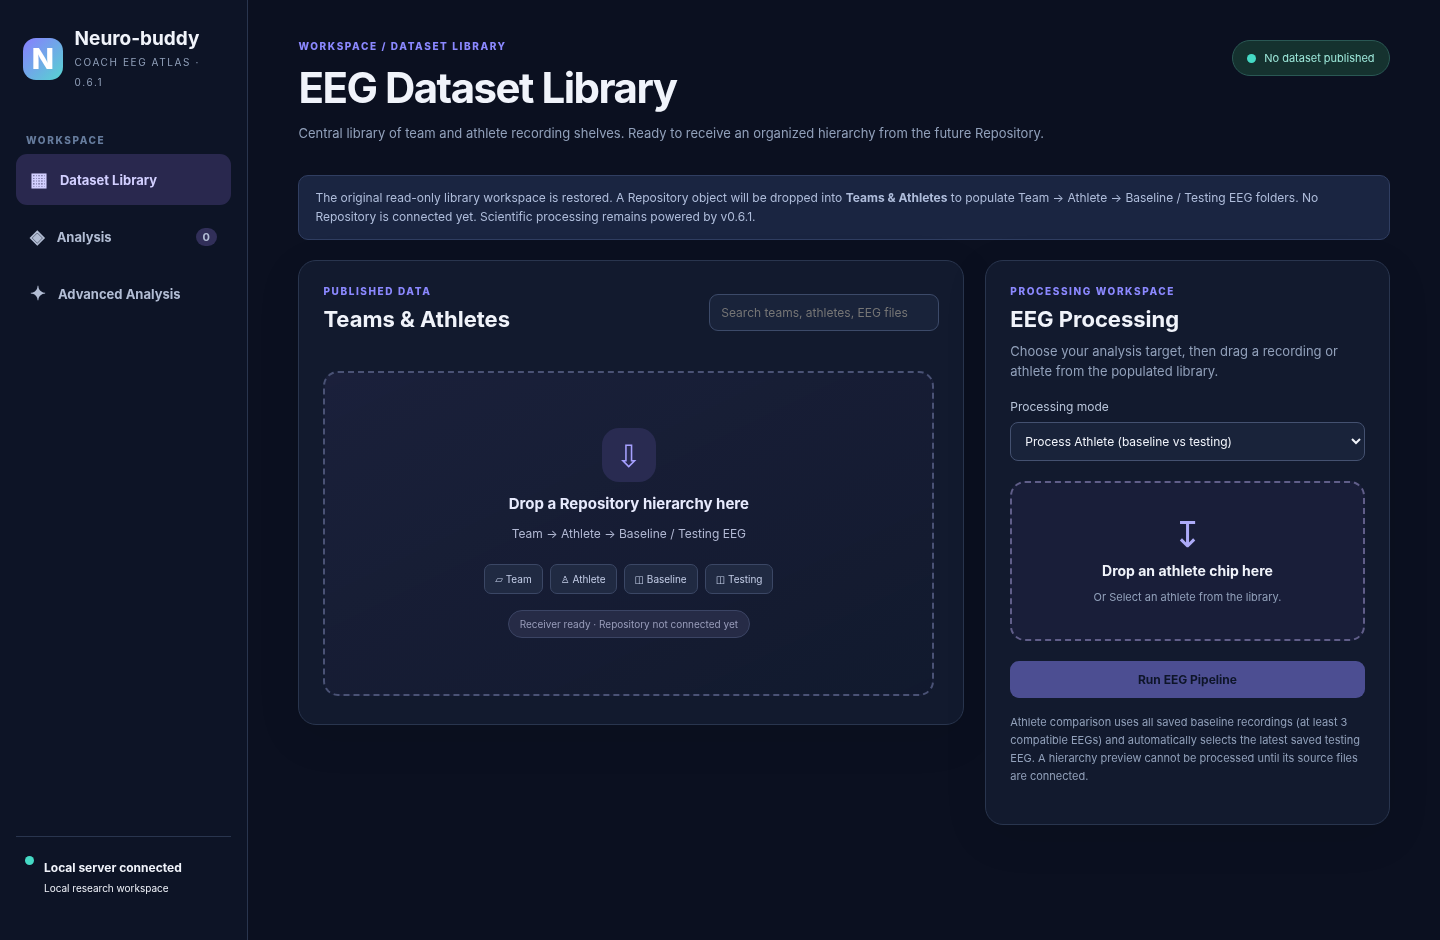 N
Neuro-buddy
COACH EEG ATLAS ·
0.6.1
WORKSPACE
Dataset Library
Analysis
0
Advanced Analysis
Local server connected
Local research workspace
WORKSPACE / DATASET LIBRARY
EEG Dataset Library
Central library of team and athlete recording shelves. Ready to receive an organized hierarchy from the future Repository.
No dataset published
The original read-only library workspace is restored. A Repository object will be dropped into Teams & Athletes to populate Team → Athlete → Baseline / Testing EEG folders. No
Repository is connected yet. Scientific processing remains powered by v0.6.1.
PUBLISHED DATA
Teams & Athletes
Search teams, athletes, EEG files
Drop a Repository hierarchy here
Team → Athlete → Baseline / Testing EEG
Team
Athlete
Baseline
Testing
Receiver ready · Repository not connected yet
PROCESSING WORKSPACE
EEG Processing
Choose your analysis target, then drag a recording or
athlete from the populated library.
Processing mode
Process Athlete (baseline vs testing)
Drop an athlete chip here
Or Select an athlete from the library.
Run EEG Pipeline
Athlete comparison uses all saved baseline recordings (at least 3
compatible EEGs) and automatically selects the latest saved testing
EEG. A hierarchy preview cannot be processed until its source files
are connected.